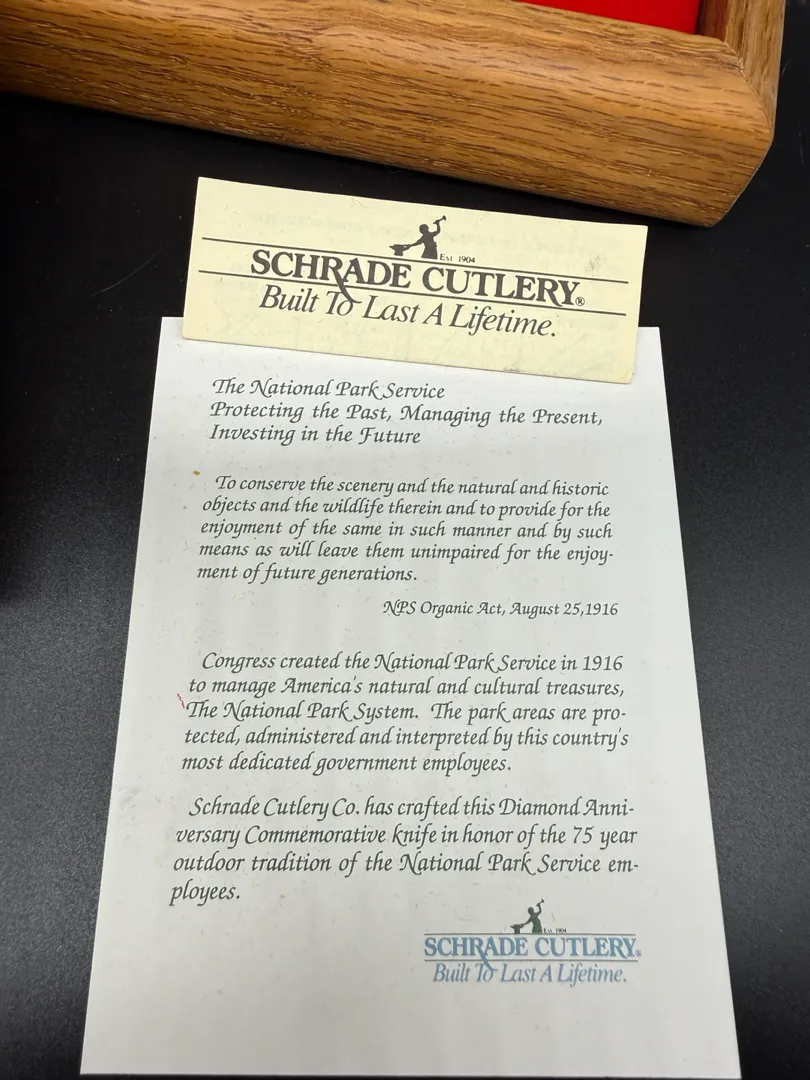 Est 1904
SCHRADE CUTLERY®
Built To Last A Lifetime.
The National Park Service
Protecting the Past, Managing the Present,
Investing in the Future
To conserve the scenery and the natural and historic
objects and the wildlife therein and to provide for the
enjoyment of the same in such manner and by such
means as will leave them unimpaired for the enjoy-
ment of future generations.
NPS Organic Act, August 25,1916
Congress created the National Park Service in 1916
to manage America's natural and cultural treasures,
The National Park System. The park areas are pro-
tected, administered and interpreted by this country's
most dedicated government employees.
Schrade Cutlery Co. has crafted this Diamond Anni-
versary Commemorative knife in honor of the 75 year
outdoor tradition of the National Park Service em-
ployees.
Est. 1904
SCHRADE CUTLERY®
Built To Last A Lifetime.